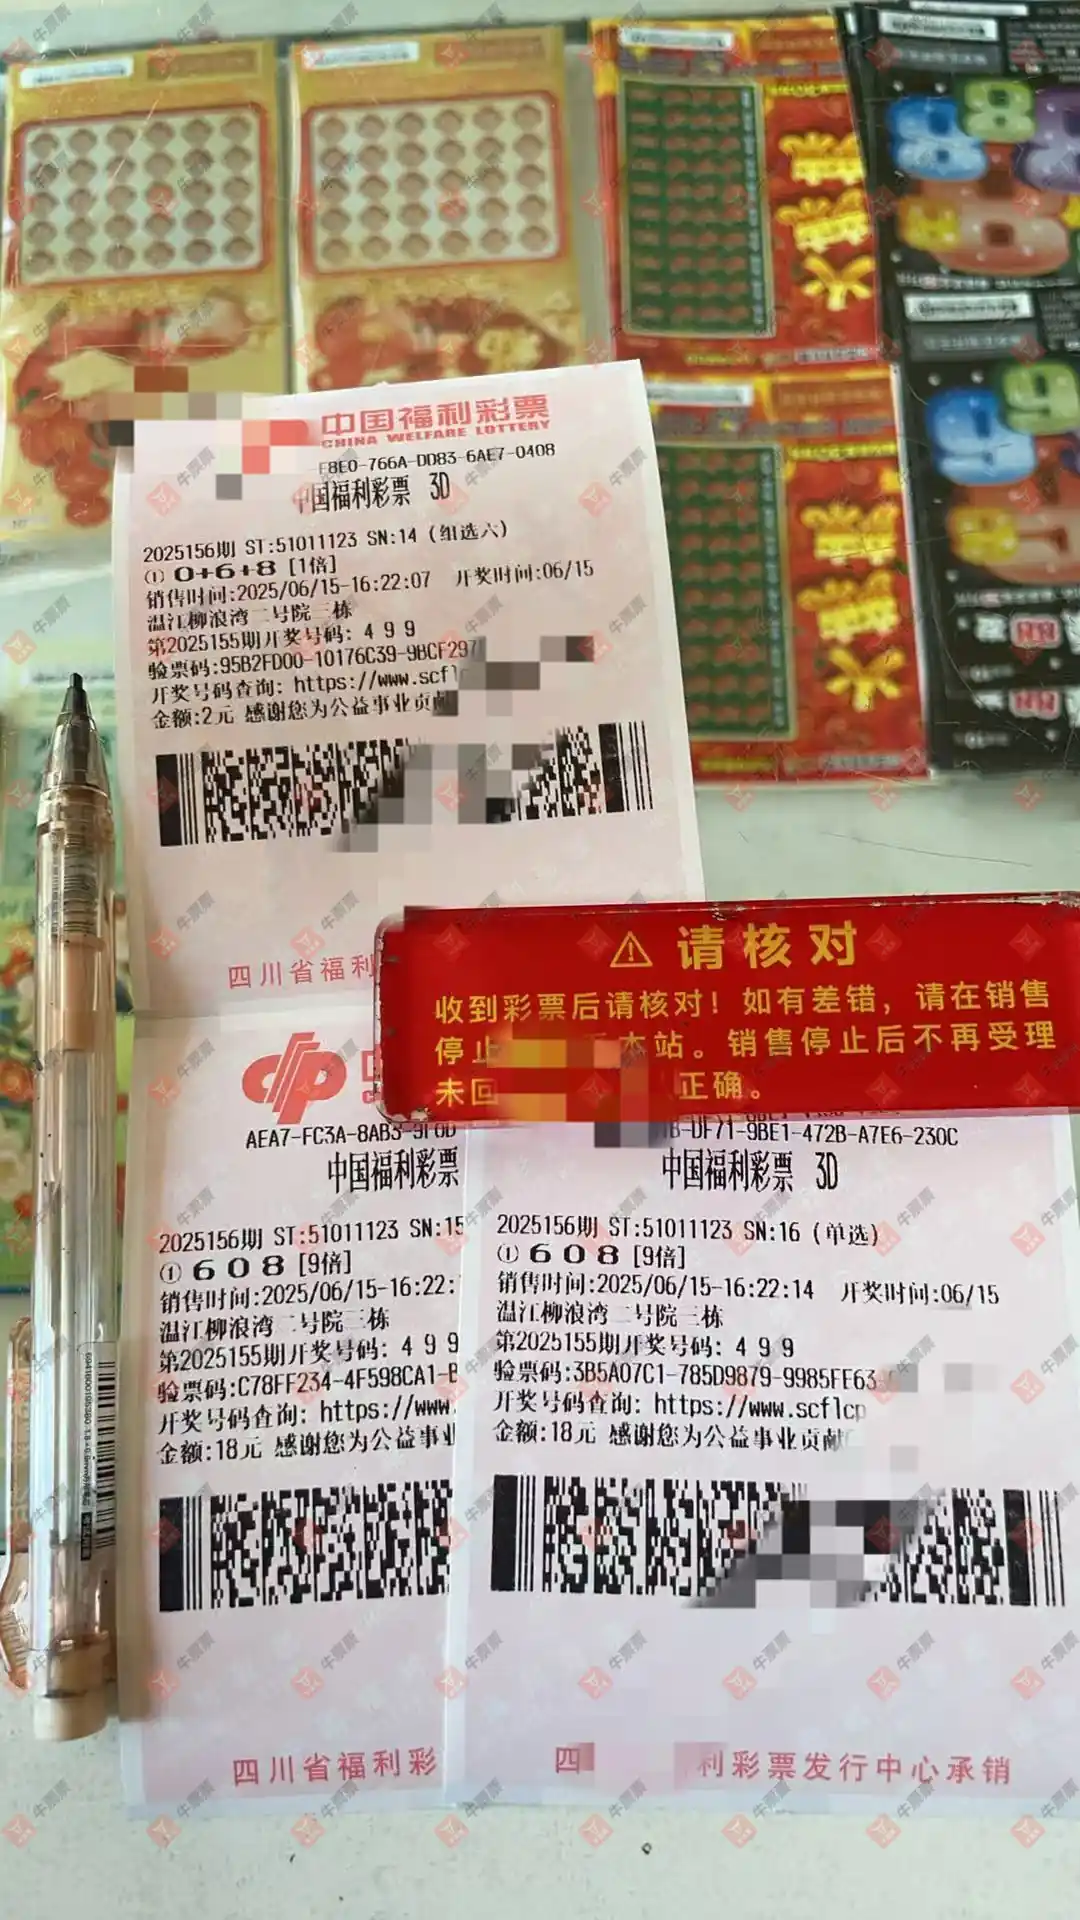 中国福利彩票
CHINA WELFARE LOTTERY
-F8E0-766A-DD83-6AE7-0408
中国福利彩票 3D
2025156期 ST:51011123 SN:14 (组选六)
① 0+6+8 [1倍]
销售时间:2025/06/15-16:22:07 开奖时间:06/15
温江柳浪湾二号院三栋
第2025155期开奖号码: 4 9 9
验票码:95B2FD00-10176C39-9BCF297
开奖号码查询: https://www.scfl
金额:2元 感谢您为公益事业贡献
四川省福利
请核对
收到彩票后请核对!如有差错,请在销售
停止 本站。销售停止后不再受理
未回 正确。
AEA7-FC3A-8AB3-9F0D
中国福利彩票
2025156期 ST:51011123 SN:15
① 6 0 8 [9倍]
销售时间:2025/06/15-16:22:
温江柳浪湾二号院三栋
第2025155期开奖号码: 4 9 9
验票码:C78FF234-4F598CA1-B
开奖号码查询: https://www.
金额:18元 感谢您为公益事业
四川省福利彩
-DF71-9BE1-472B-A7E6-230C
中国福利彩票 3D
2025156期 ST:51011123 SN:16 (单选)
① 6 0 8 [9倍]
销售时间:2025/06/15-16:22:14 开奖时间:06/15
温江柳浪湾二号院三栋
第2025155期开奖号码: 4 9 9
验票码:3B5A07C1-785D9879-9985FE63
开奖号码查询: https://www.scflcp
金额:18元 感谢您为公益事业贡献
四 利彩票发行中心承销
牛票票